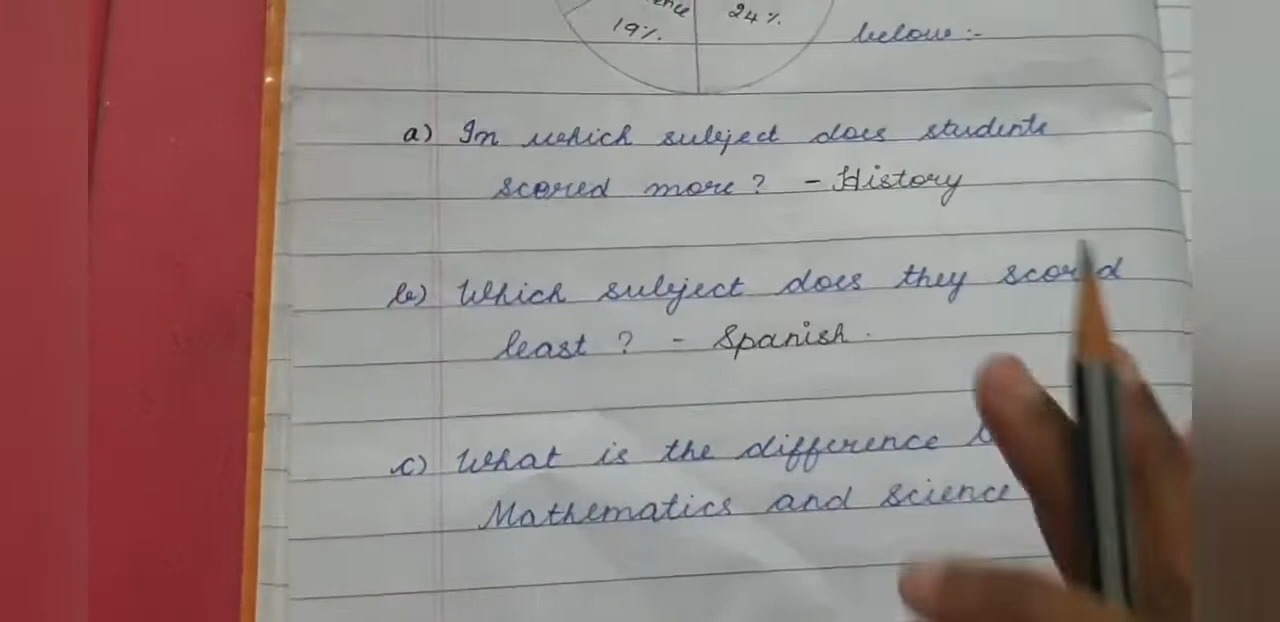 24%
19%
below :-
a) In which subject does students
scored more? - History
b) Which subject does they scored
least ? - Spanish.
c) What is the difference
Mathematics and science